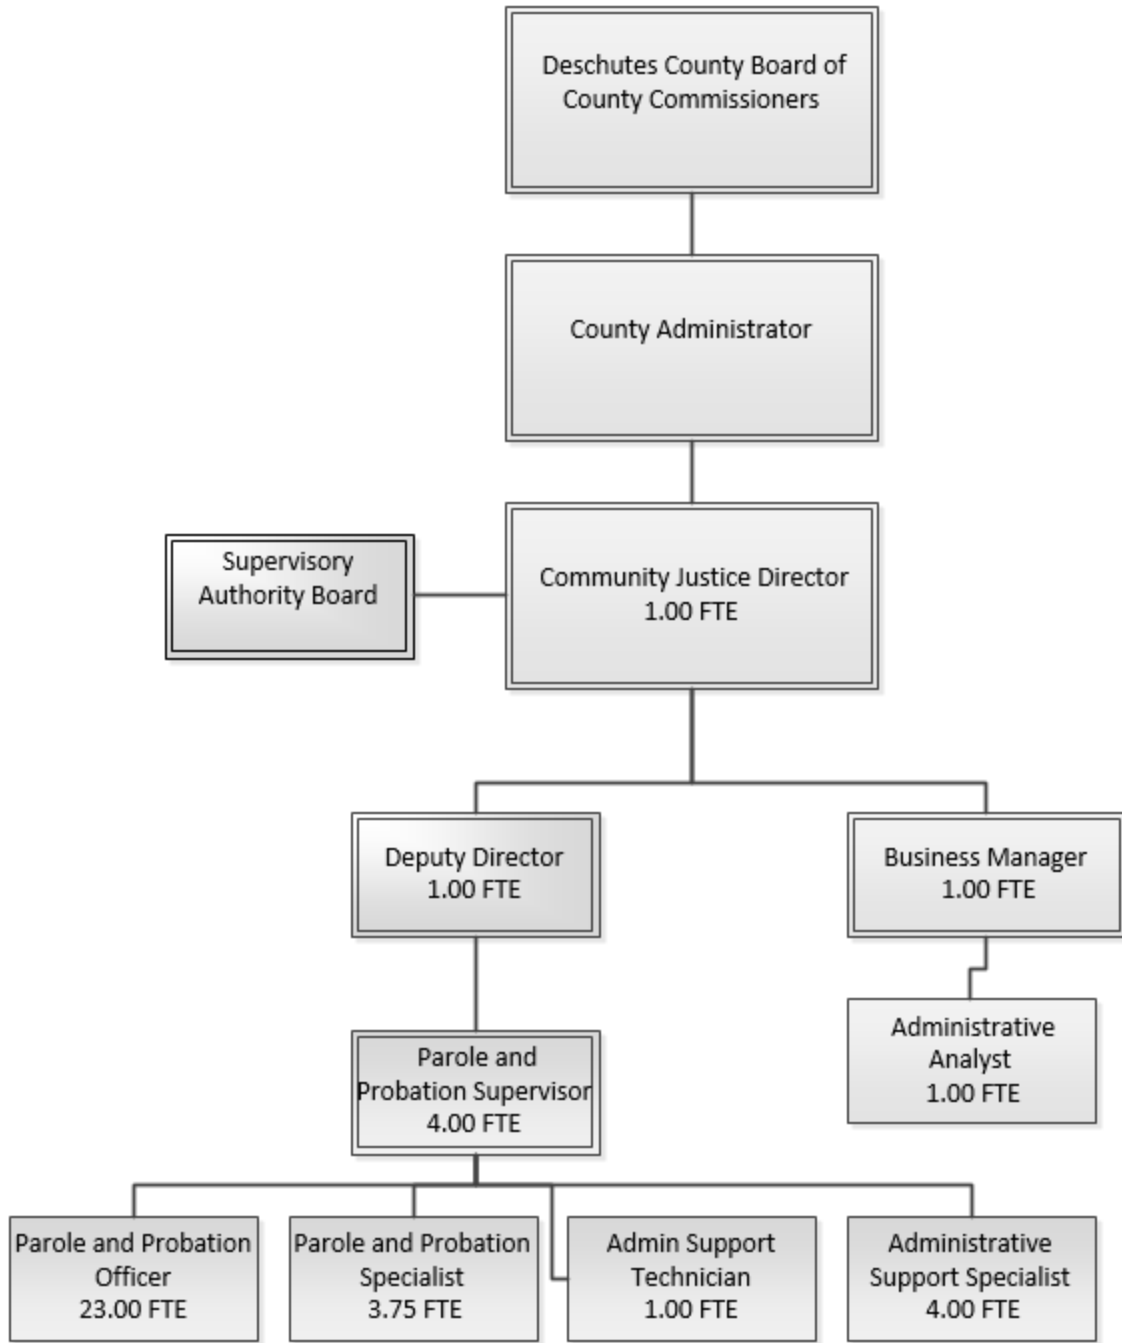 Deschutes County Board of
County Commissioners
County Administrator
Supervisory
Authority Board
Community Justice Director
1.00 FTE
Deputy Director
1.00 FTE
Business Manager
1.00 FTE
Parole and
Probation Supervisor
4.00 FTE
Administrative
Analyst
1.00 FTE
Parole and Probation
Officer
23.00 FTE
Parole and Probation
Specialist
3.75 FTE
Admin Support
Technician
1.00 FTE
Administrative
Support Specialist
4.00 FTE